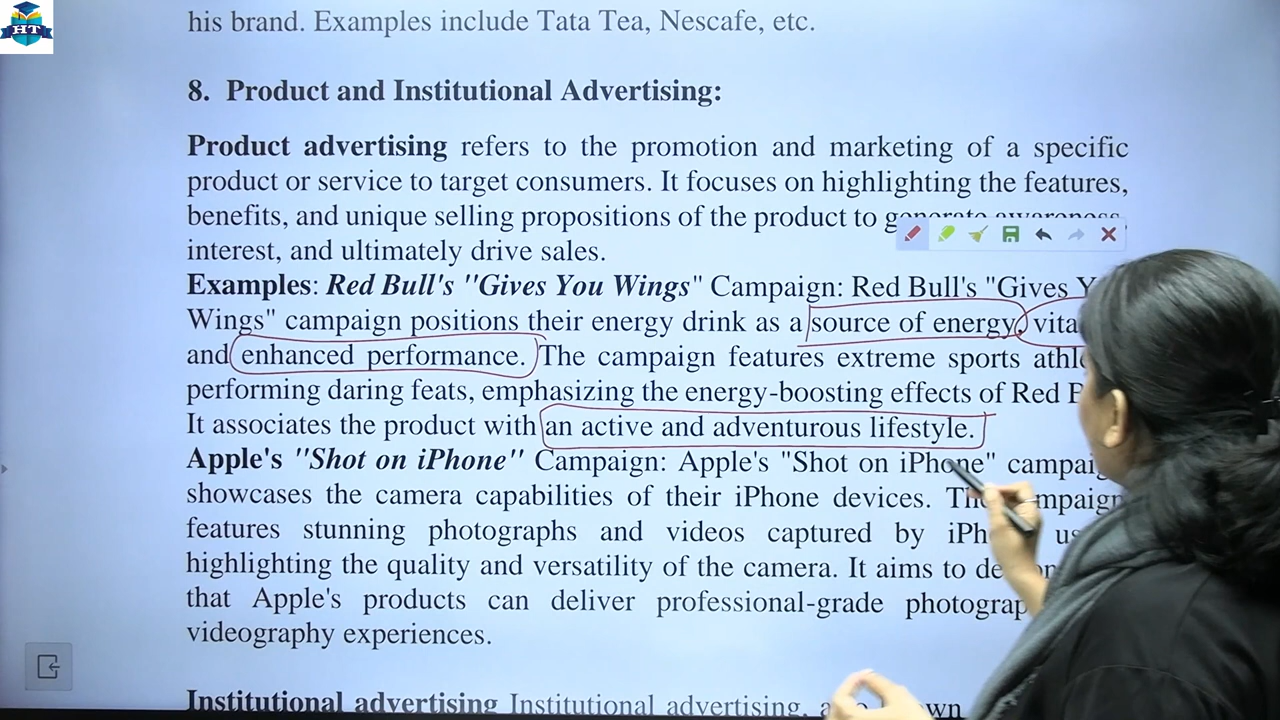 HT
his brand. Examples include Tata Tea, Nescafe, etc.
8. Product and Institutional Advertising:
Product advertising refers to the promotion and marketing of a specific
product or service to target consumers. It focuses on highlighting the features,
benefits, and unique selling propositions of the product to generate awareness,
interest, and ultimately drive sales.
Examples: Red Bull's "Gives You Wings" Campaign: Red Bull's "Gives
Wings" campaign positions their energy drink as a source of energy,
and enhanced performance. The campaign features extreme sports
performing daring feats, emphasizing the energy-boosting effects of Red
It associates the product with an active and adventurous lifestyle.
Apple's "Shot on iPhone" Campaign: Apple's "Shot on iPhone"
showcases the camera capabilities of their iPhone devices.
features stunning photographs and videos captured by
highlighting the quality and versatility of the camera. It aims to
that Apple's products can deliver professional-grade
videography experiences.
Institutional advertising Institutional advertising,